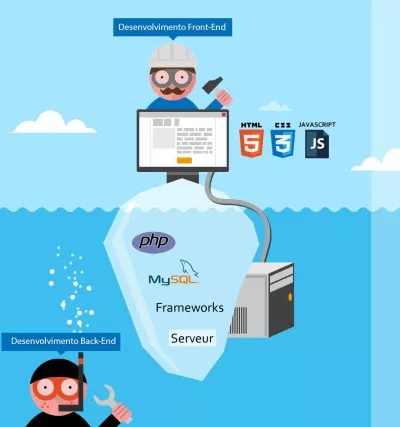 Desenvolvimento Front-End
HTML
5
CSS
3
JAVASCRIPT
JS
php
MySQL
Frameworks
Serveur
Desenvolvimento Back-End